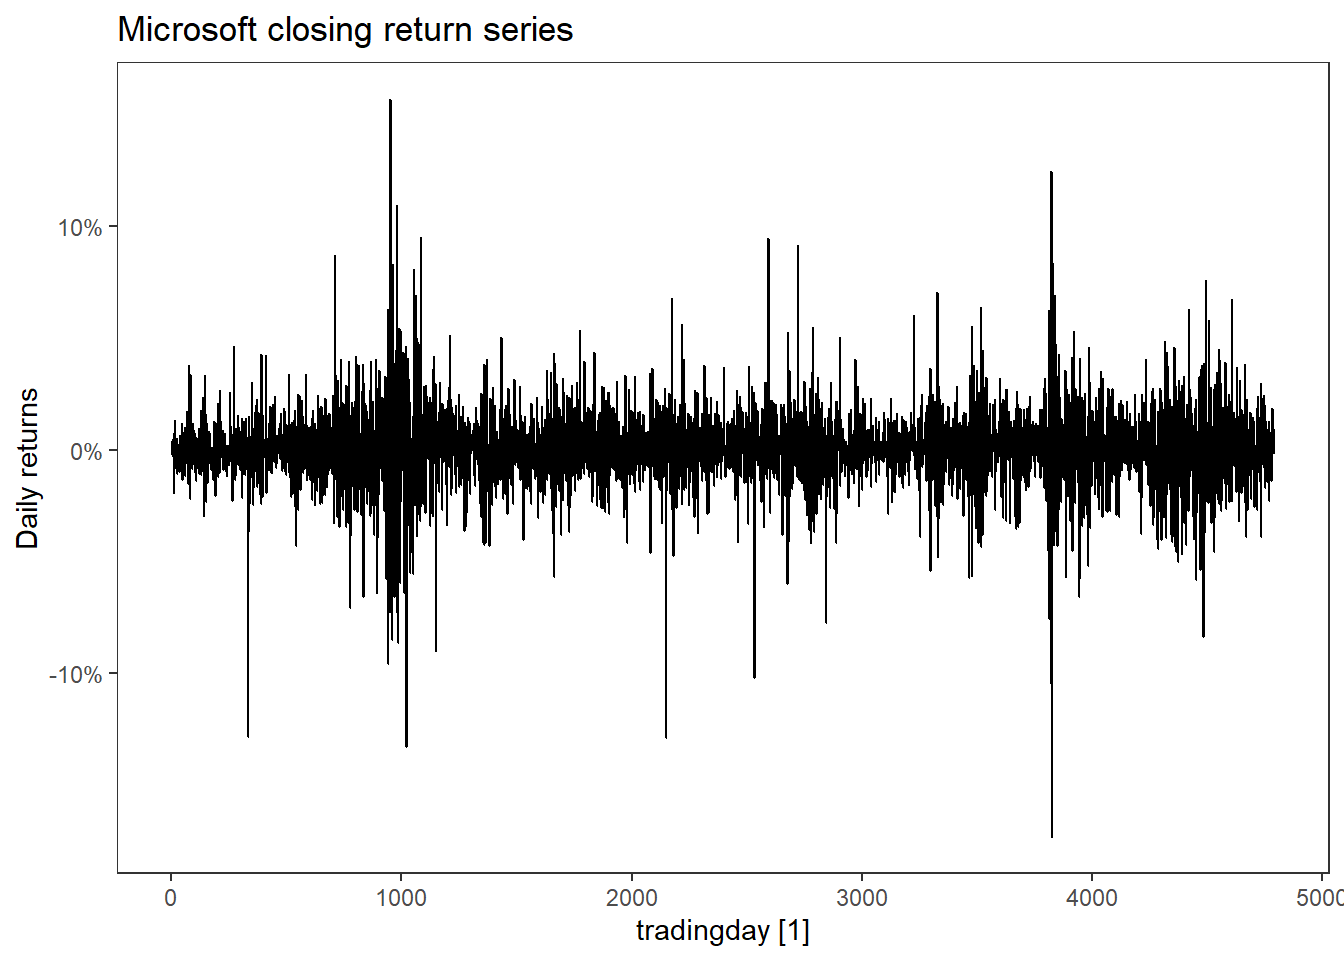 Microsoft closing return series
Daily returns
10%
0%
-10%
0 1000 2000 3000 4000 5000
tradingday [1]